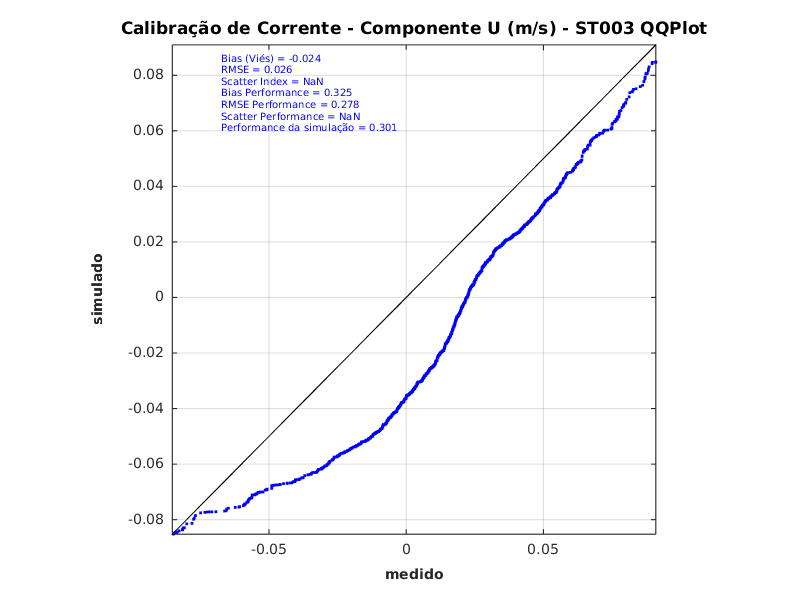 Calibração de Corrente - Componente U (m/s) - ST003 QQPlot
Bias (Viés) = -0.024
RMSE = 0.026
Scatter Index = NaN
Bias Performance = 0.325
RMSE Performance = 0.278
Scatter Performance = NaN
Performance da simulação = 0.301
0.08
0.06
0.04
0.02
0
-0.02
-0.04
-0.06
-0.08
simulado
-0.05
0
0.05
medido